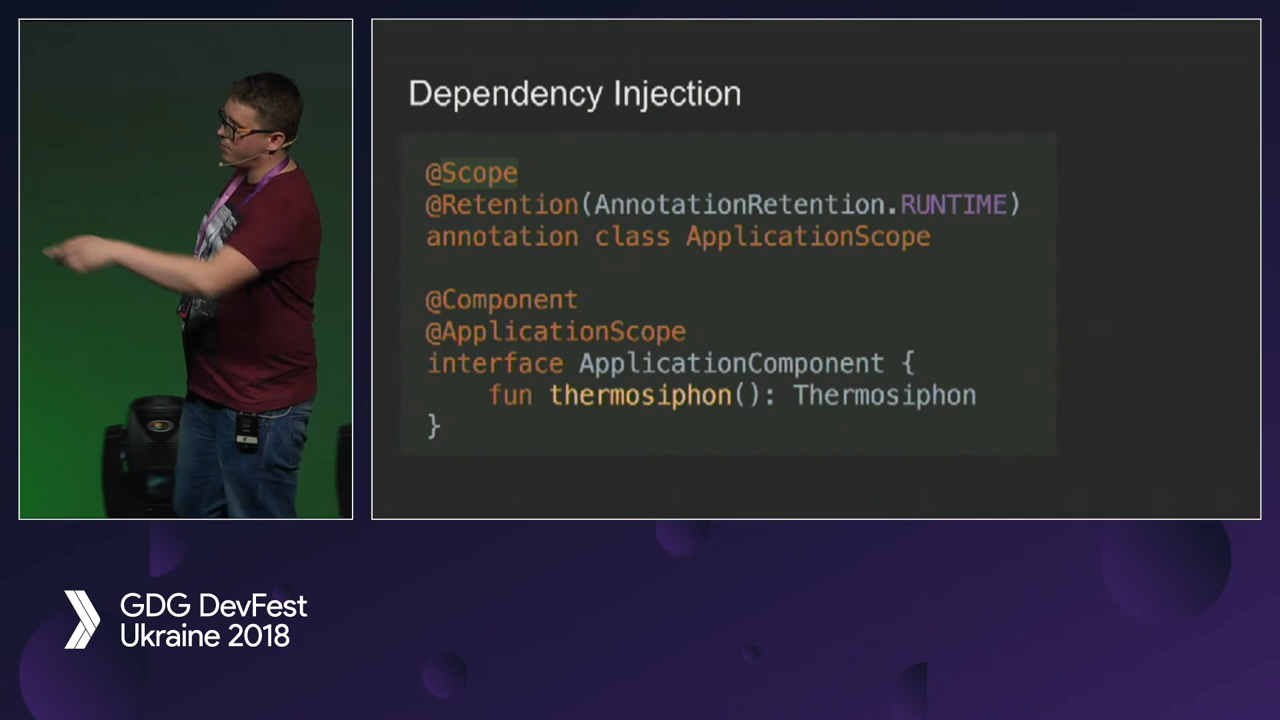 Dependency Injection
@Scope
@Retention(AnnotationRetention.RUNTIME)
annotation class ApplicationScope
@Component
@ApplicationScope
interface ApplicationComponent {
    fun thermosiphon(): Thermosiphon
}
GDG DevFest
Ukraine 2018